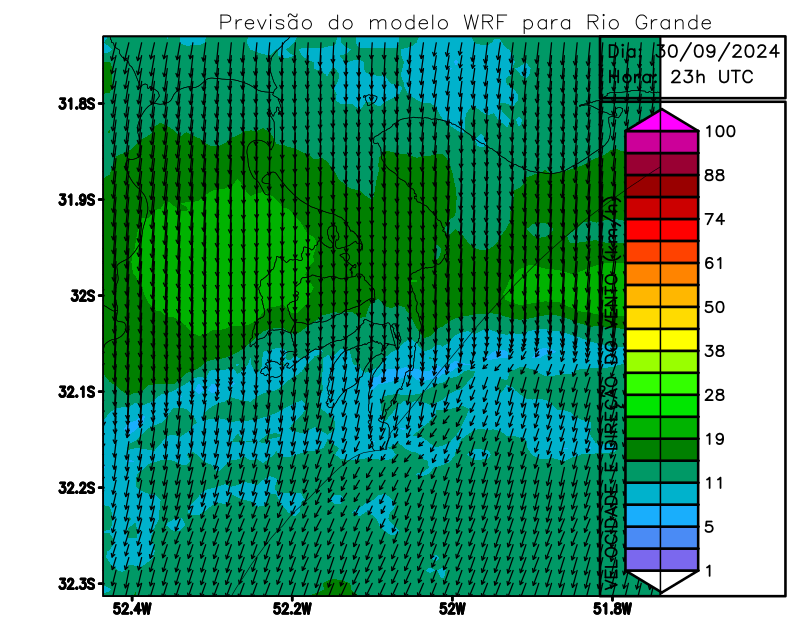 Previsão do modelo WRF para Rio Grande
Dia: 30/09/2024
Hora: 23h UTC
31.8S
31.9S
32S
32.1S
32.2S
32.3S
52.4W
52.2W
52W
51.8W
VELOCIDADE E DIREÇÃO DO VENTO (km/h)
100
88
74
61
50
38
28
19
11
5
1